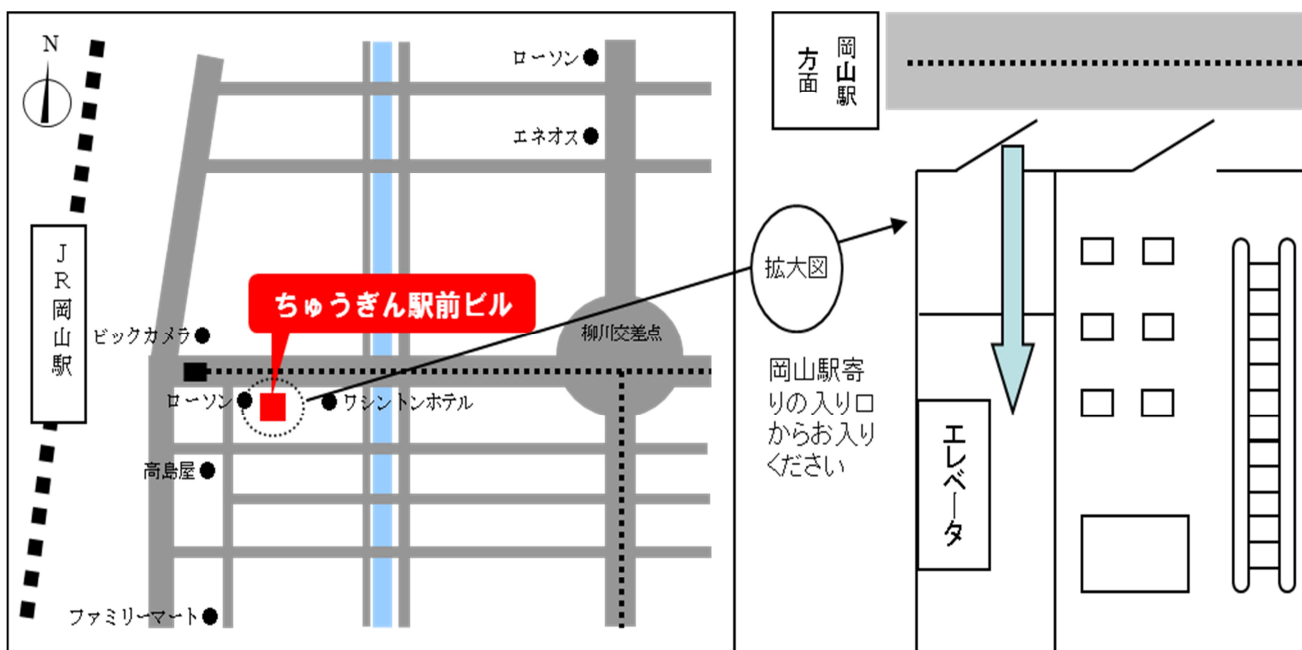 N
ローソン
エネオス
JR岡山駅
ちゅうぎん駅前ビル
ビックカメラ
柳川交差点
ローソン
ワシントンホテル
高島屋
ファミリーマート
岡山駅
方面
拡大図
岡山駅寄
りの入り口
からお入り
ください
エレベータ